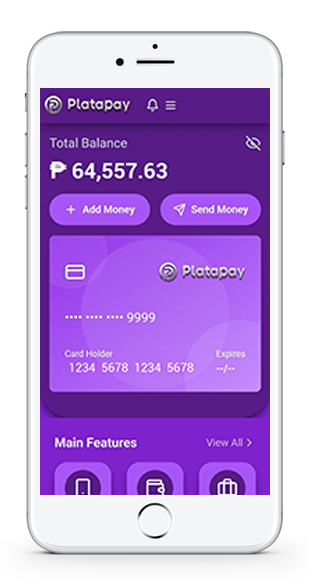 Platapay
Total Balance
₱ 64,557.63
+ Add Money
Send Money
Platapay
•••• •••• •••• 9999
Card Holder Expires
1234 5678 1234 5678 --/--
Main Features View All >